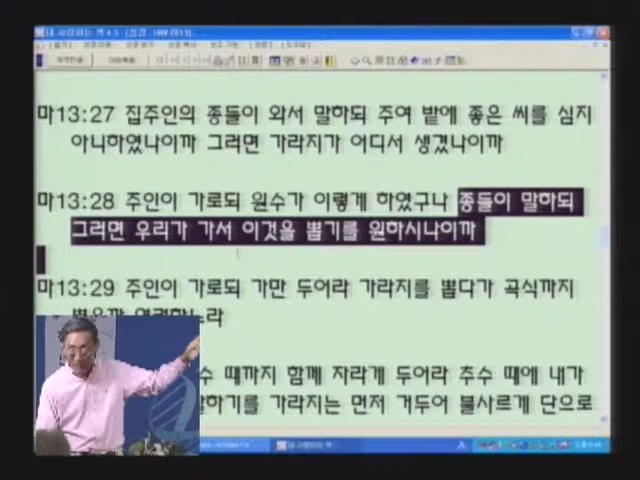 마13:27 집주인의 종들이 와서 말하되 주여 밭에 좋은 씨를 심지
아니하였나이까 그러면 가라지가 어디서 생겼나이까
마13:28 주인이 가로되 원수가 이렇게 하였구나 종들이 말하되
그러면 우리가 가서 이것을 뽑기를 원하시나이까
마13:29 주인이 가로되 가만 두어라 가라지를 뽑다가 곡식까지
때까지 함께 자라게 두어라 추수 때에 내가
가라지는 먼저 거두어 불사르게 단으로